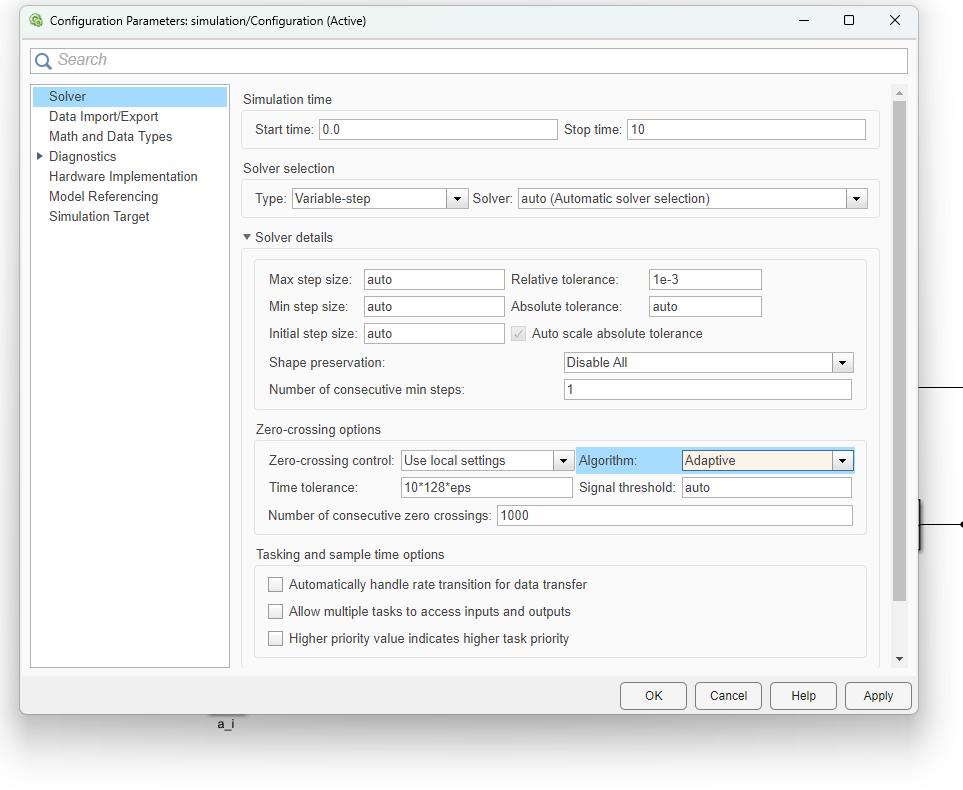 Configuration Parameters: simulation/Configuration (Active)
Search
Solver
Data Import/Export
Math and Data Types
Diagnostics
Hardware Implementation
Model Referencing
Simulation Target
Simulation time
Start time: 0.0 Stop time: 10
Solver selection
Type: Variable-step Solver: auto (Automatic solver selection)
Solver details
Max step size: auto Relative tolerance: 1e-3
Min step size: auto Absolute tolerance: auto
Initial step size: auto Auto scale absolute tolerance
Shape preservation: Disable All
Number of consecutive min steps: 1
Zero-crossing options
Zero-crossing control: Use local settings Algorithm: Adaptive
Time tolerance: 10*128*eps Signal threshold: auto
Number of consecutive zero crossings: 1000
Tasking and sample time options
Automatically handle rate transition for data transfer
Allow multiple tasks to access inputs and outputs
Higher priority value indicates higher task priority
OK Cancel Help Apply
a_i